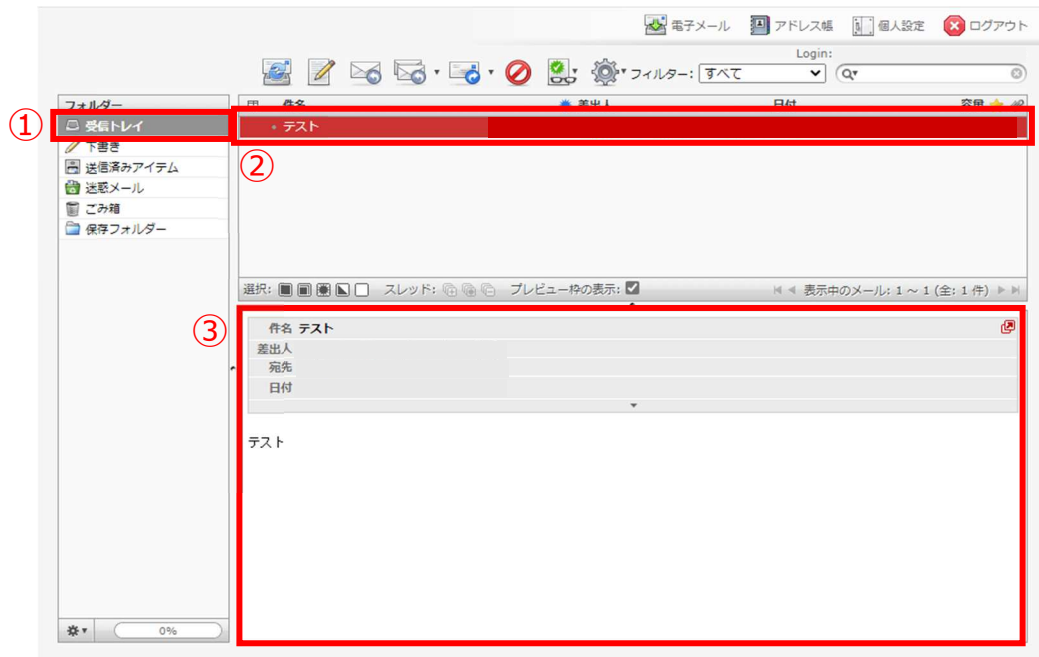 電子メール アドレス帳 個人設定 ログアウト
Login:
フィルター: すべて
フォルダー
件名 差出人 日付 容量
① 受信トレイ
・テスト
下書き
② 
送信済みアイテム
迷惑メール
ごみ箱
保存フォルダー
選択: スレッド: プレビュー枠の表示: 表示中のメール: 1 ～ 1 (全: 1 件)
③
件名 テスト
差出人
宛先
日付
テスト
0%